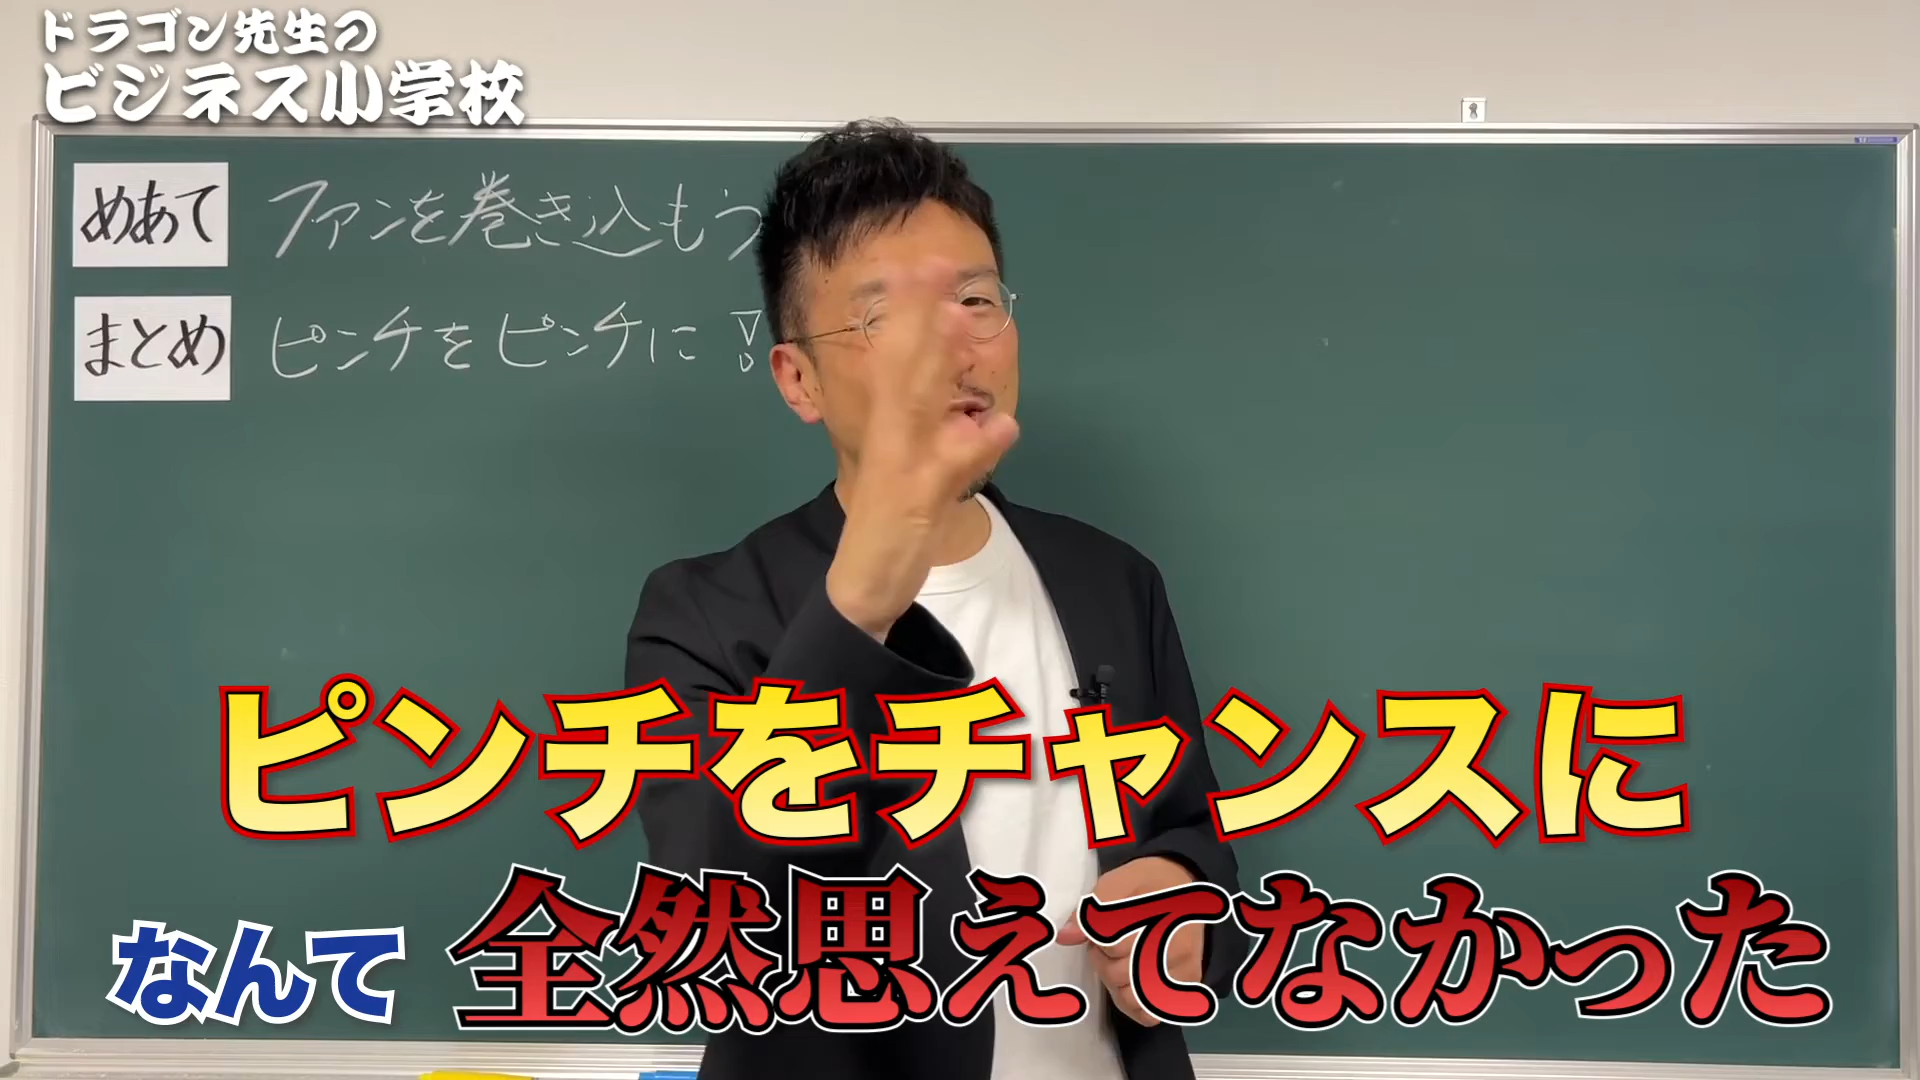 ドラゴン先生の
ビジネス小学校
めあて ファンを巻き込もう
まとめ ピンチをピンチに!
ピンチをチャンスに
なんて 全然思えてなかった